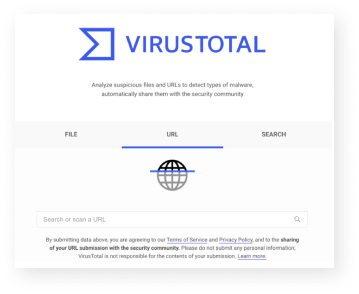 VIRUSTOTAL
Analyze suspicious files and URLs to detect types of malware,
automatically share them with the security community
FILE URL SEARCH
Search or scan a URL
By submitting data above, you are agreeing to our Terms of Service and Privacy Policy, and to the sharing
of your URL submission with the security community. Please do not submit any personal information;
VirusTotal is not responsible for the contents of your submission. Learn more.